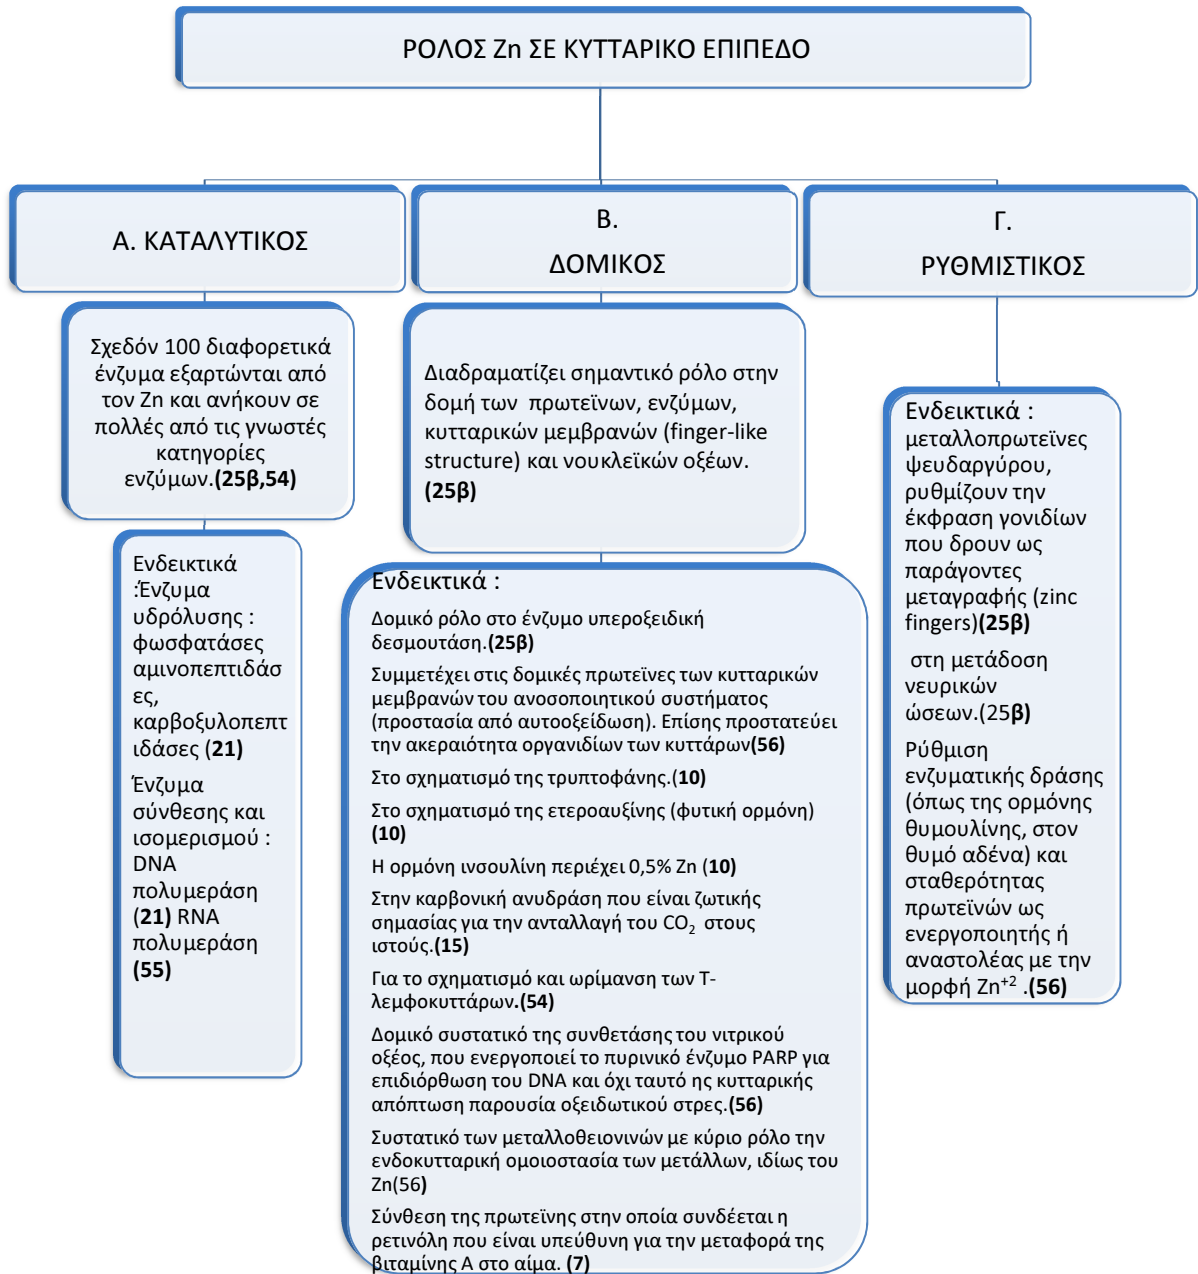 ΡΟΛΟΣ Zn ΣΕ ΚΥΤΤΑΡΙΚΟ ΕΠΙΠΕΔΟ
Α. ΚΑΤΑΛΥΤΙΚΟΣ
Σχεδόν 100 διαφορετικά
ένζυμα εξαρτώνται από
τον Zn και ανήκουν σε
πολλές από τις γνωστές
κατηγορίες
ενζύμων.(25β,54)
Ενδεικτικά
:Ένζυμα
υδρόλυσης :
φωσφατάσες
αμινοπεπτιδάσ
ες,
καρβοξυλοπεπτ
ιδάσες (21)
Ένζυμα
σύνθεσης και
ισομερισμού :
DNA
πολυμεράση
(21) RNA
πολυμεράση
(55)
Β.
ΔΟΜΙΚΟΣ
Διαδραματίζει σημαντικό ρόλο στην
δομή των πρωτεϊνων, ενζύμων,
κυτταρικών μεμβρανών (finger-like
structure) και νουκλεϊκών οξέων.
(25β)
Ενδεικτικά :
Δομικό ρόλο στο ένζυμο υπεροξειδική
δεσμουτάση.(25β)
Συμμετέχει στις δομικές πρωτεϊνες των κυτταρικών
μεμβρανών του ανοσοποιητικού συστήματος
(προστασία από αυτοοξείδωση). Επίσης προστατεύει
την ακεραιότητα οργανιδίων των κυττάρων(56)
Στο σχηματισμό της τρυπτοφάνης.(10)
Στο σχηματισμό της ετεροαυξίνης (φυτική ορμόνη)
(10)
Η ορμόνη ινσουλίνη περιέχει 0,5% Zn (10)
Στην καρβονική ανυδράση που είναι ζωτικής
σημασίας για την ανταλλαγή του CO₂ στους
ιστούς.(15)
Για το σχηματισμό και ωρίμανση των Τ-
λεμφοκυττάρων.(54)
Δομικό συστατικό της συνθετάσης του νιτρικού
οξέος, που ενεργοποιεί το πυρινικό ένζυμο PARP για
επιδιόρθωση του DNA και όχι ταυτό ης κυτταρικής
απόπτωση παρουσία οξειδωτικού στρες.(56)
Συστατικό των μεταλλοθειονινών με κύριο ρόλο την
ενδοκυτταρική ομοιοστασία των μετάλλων, ιδίως του
Zn(56)
Σύνθεση της πρωτεϊνης στην οποία συνδέεται η
ρετινόλη που είναι υπεύθυνη για την μεταφορά της
βιταμίνης Α στο αίμα. (7)
Γ.
ΡΥΘΜΙΣΤΙΚΟΣ
Ενδεικτικά :
μεταλλοπρωτεϊνες
ψευδαργύρου,
ρυθμίζουν την
έκφραση γονιδίων
που δρουν ως
παράγοντες
μεταγραφής (zinc
fingers)(25β)
στη μετάδοση
νευρικών
ώσεων.(25β)
Ρύθμιση
ενζυματικής δράσης
(όπως της ορμόνης
θυμουλίνης, στον
θυμό αδένα) και
σταθερότητας
πρωτεϊνών ως
ενεργοποιητής ή
αναστολέας με την
μορφή Zn⁺² .(56)